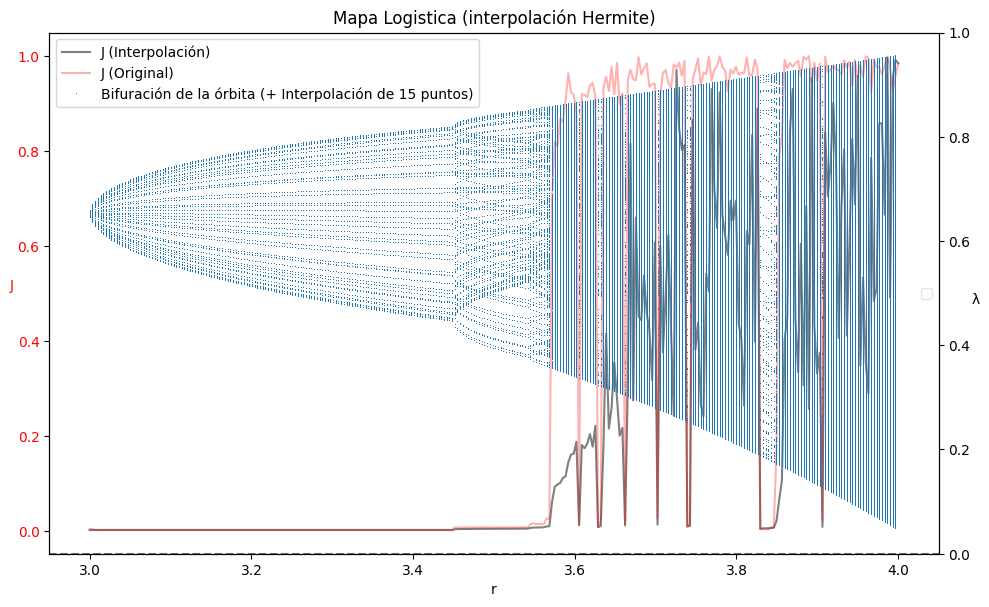 Mapa Logistica (interpolación Hermite)
J (Interpolación)
J (Original)
Bifuración de la órbita (+ Interpolación de 15 puntos)
1.0
0.8
0.6
J
0.4
0.2
0.0
1.0
0.8
0.6
λ
0.4
0.2
0.0
3.0 3.2 3.4 3.6 3.8 4.0
r